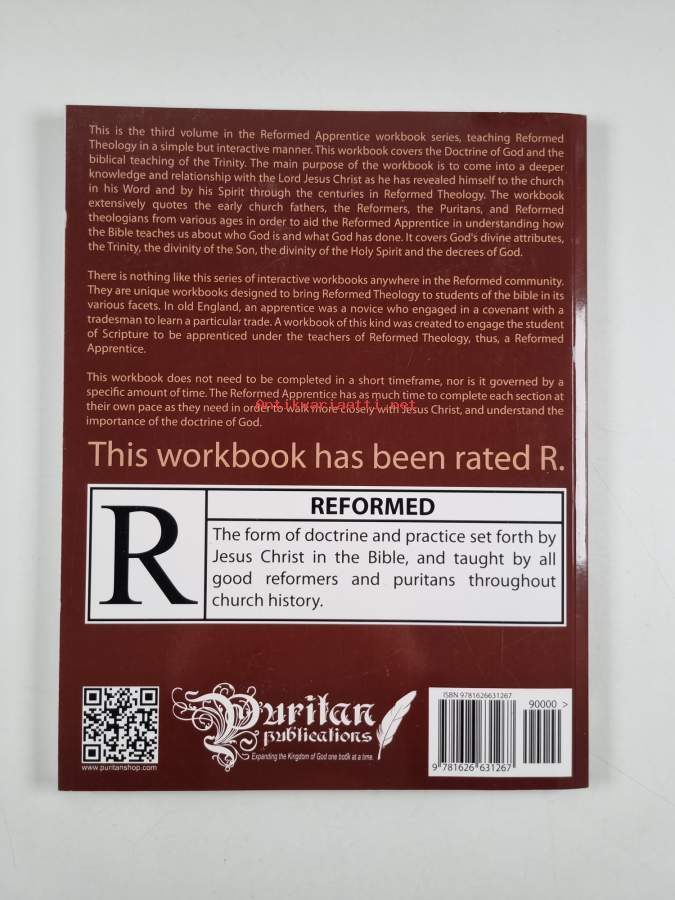 This is the third volume in the Reformed Apprentice workbook series, teaching Reformed
Theology in a simple but interactive manner. This workbook covers the Doctrine of God and the
biblical teaching of the Trinity. The main purpose of the workbook is to come into a deeper
knowledge and relationship with the Lord Jesus Christ as he has revealed himself to the church
in his Word and by his Spirit through the centuries in Reformed Theology. The workbook
extensively quotes the early church fathers, the Reformers, the Puritans, and Reformed
theologians from various ages in order to aid the Reformed Apprentice in understanding how
the Bible teaches us about who God is and what God has done. It covers God's divine attributes,
the Trinity, the divinity of the Son, the divinity of the Holy Spirit and the decrees of God.
There is nothing like this series of interactive workbooks anywhere in the Reformed community.
They are unique workbooks designed to bring Reformed Theology to students of the bible in its
various facets. In old England, an apprentice was a novice who engaged in a covenant with a
tradesman to learn a particular trade. A workbook of this kind was created to engage the student
of Scripture to be apprenticed under the teachers of Reformed Theology, thus, a Reformed
Apprentice.
This workbook does not need to be completed in a short timeframe, nor is it governed by a
specific amount of time. The Reformed Apprentice has as much time to complete each section at
their own pace as they need in order to walk more closely with Jesus Christ, and understand the
Antikvariaatti.net
importance of the doctrine of God.
This workbook has been rated R.
R
REFORMED
The form of doctrine and practice set forth by
Jesus Christ in the Bible, and taught by all
good reformers and puritans throughout
church history.
www.puritanshop.com
Puritan
publications
Expanding the Kingdom of God one book at a time.
ISBN 9781626631267
90000 >
9 781626 631267